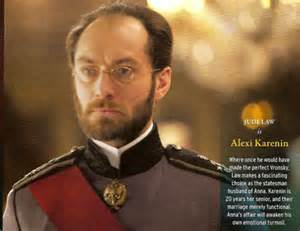 JUDE LAW
is
Alexi Karenin
Where once he would have
made the perfect Vronsky,
Law makes a fascinating
choice as the statesman
husband of Anna. Karenin is
20 years her senior, and their
marriage merely functional.
Anna's affair will awaken his
own emotional turmoil.